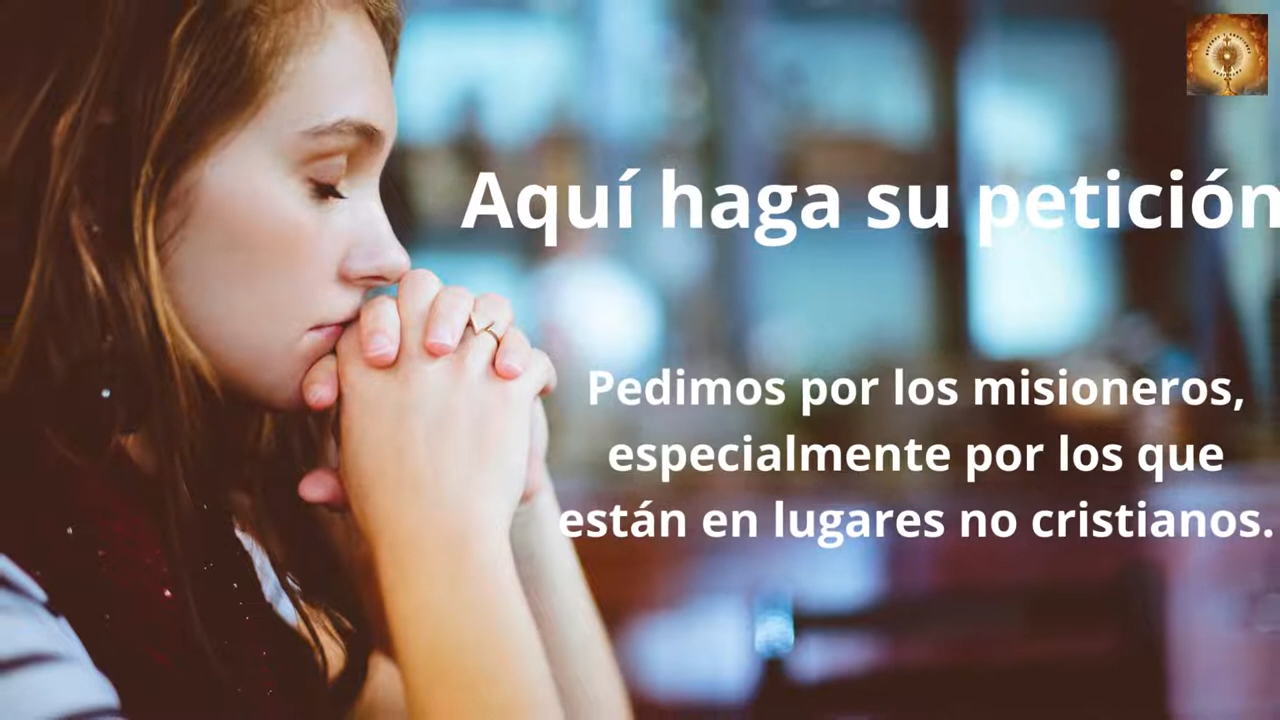 Aquí haga su petición
Pedimos por los misioneros,
especialmente por los que
están en lugares no cristianos.